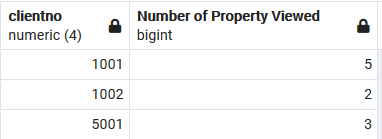 clientno Number of Property Viewed
numeric (4) bigint
1001 5
1002 2
5001 3